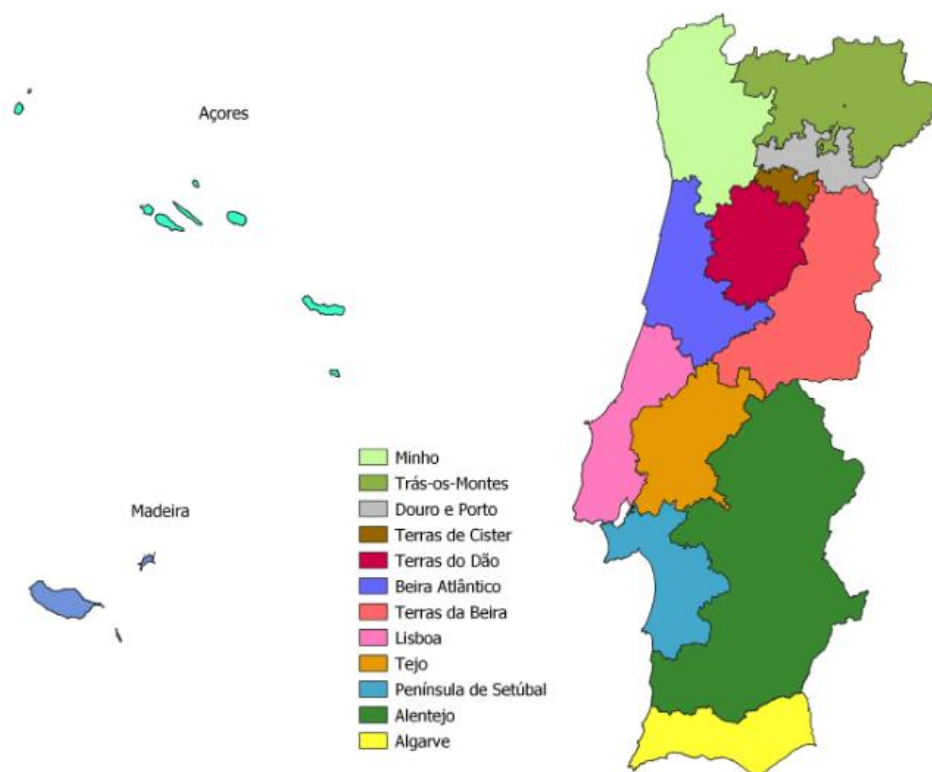 Açores
Madeira
Minho
Trás-os-Montes
Douro e Porto
Terras de Cister
Terras do Dão
Beira Atlântico
Terras da Beira
Lisboa
Tejo
Península de Setúbal
Alentejo
Algarve